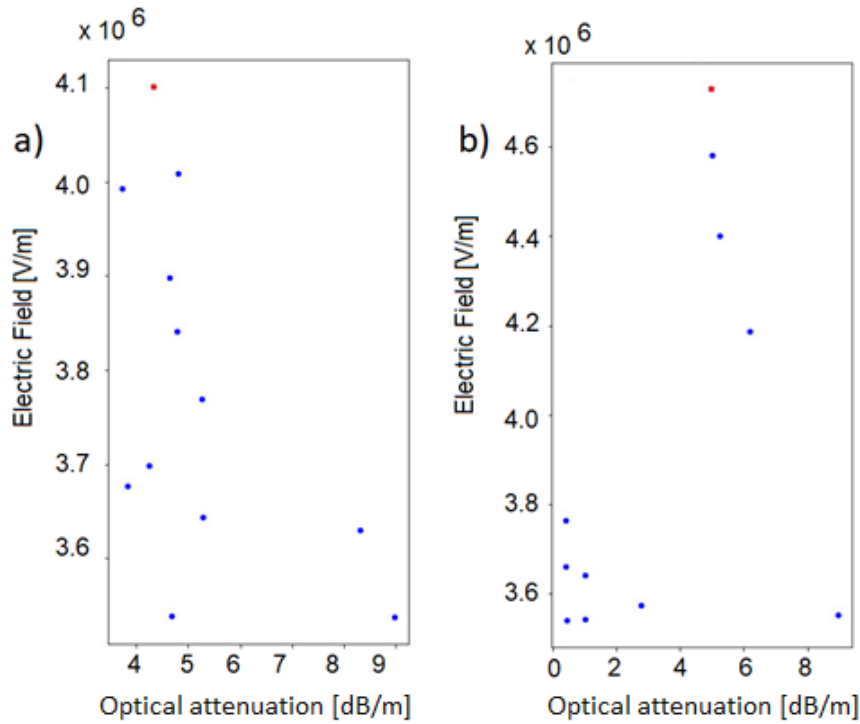 x 10 6
a)
Electric Field [V/m]
4.1
4.0
3.9
3.8
3.7
3.6
4 5 6 7 8 9
Optical attenuation [dB/m]
x 10 6
b)
Electric Field [V/m]
4.6
4.4
4.2
4.0
3.8
3.6
0 2 4 6 8
Optical attenuation [dB/m]